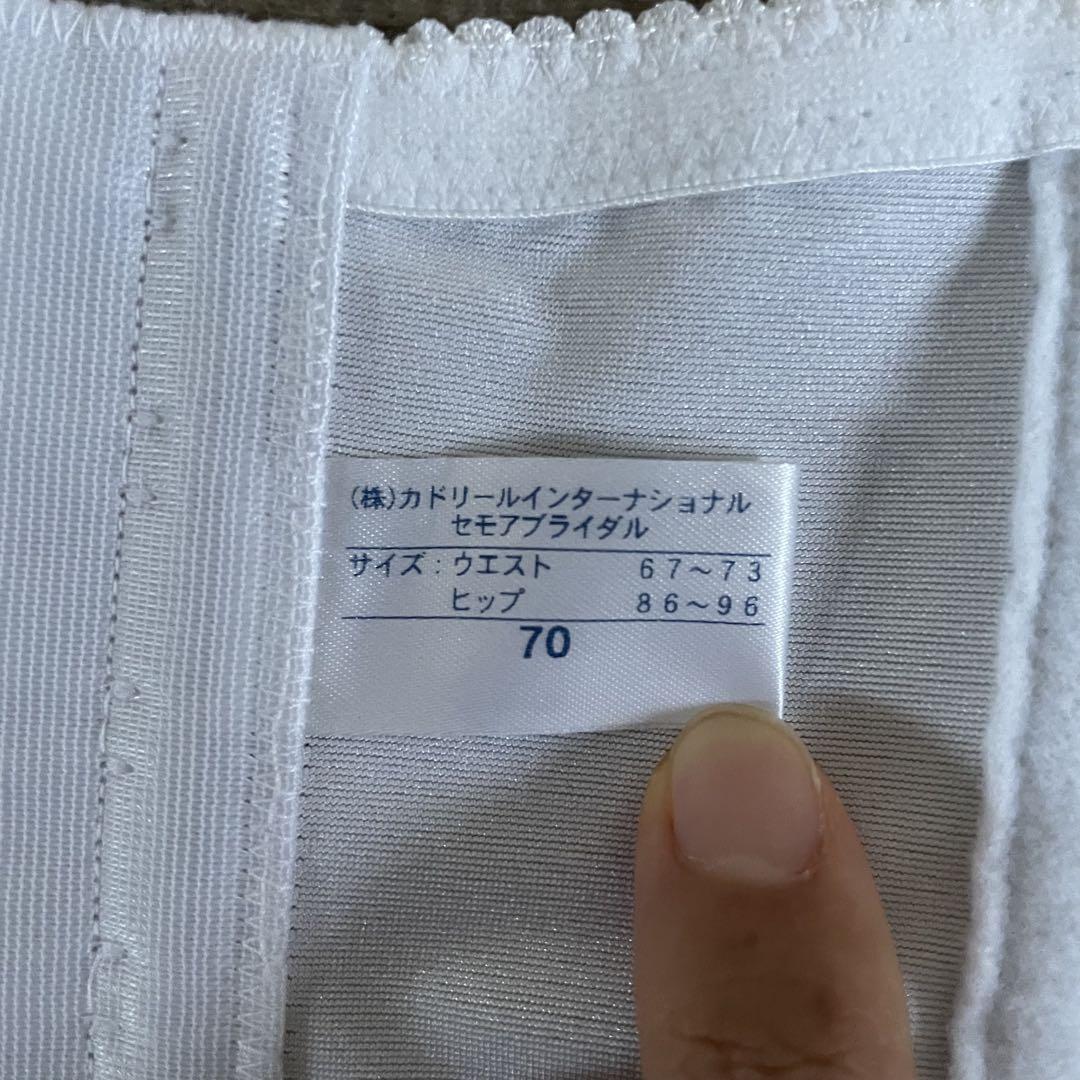 (株)カドリールインターナショナル
セモアブライダル
サイズ:ウエスト 67〜73
ヒップ 86〜96
70